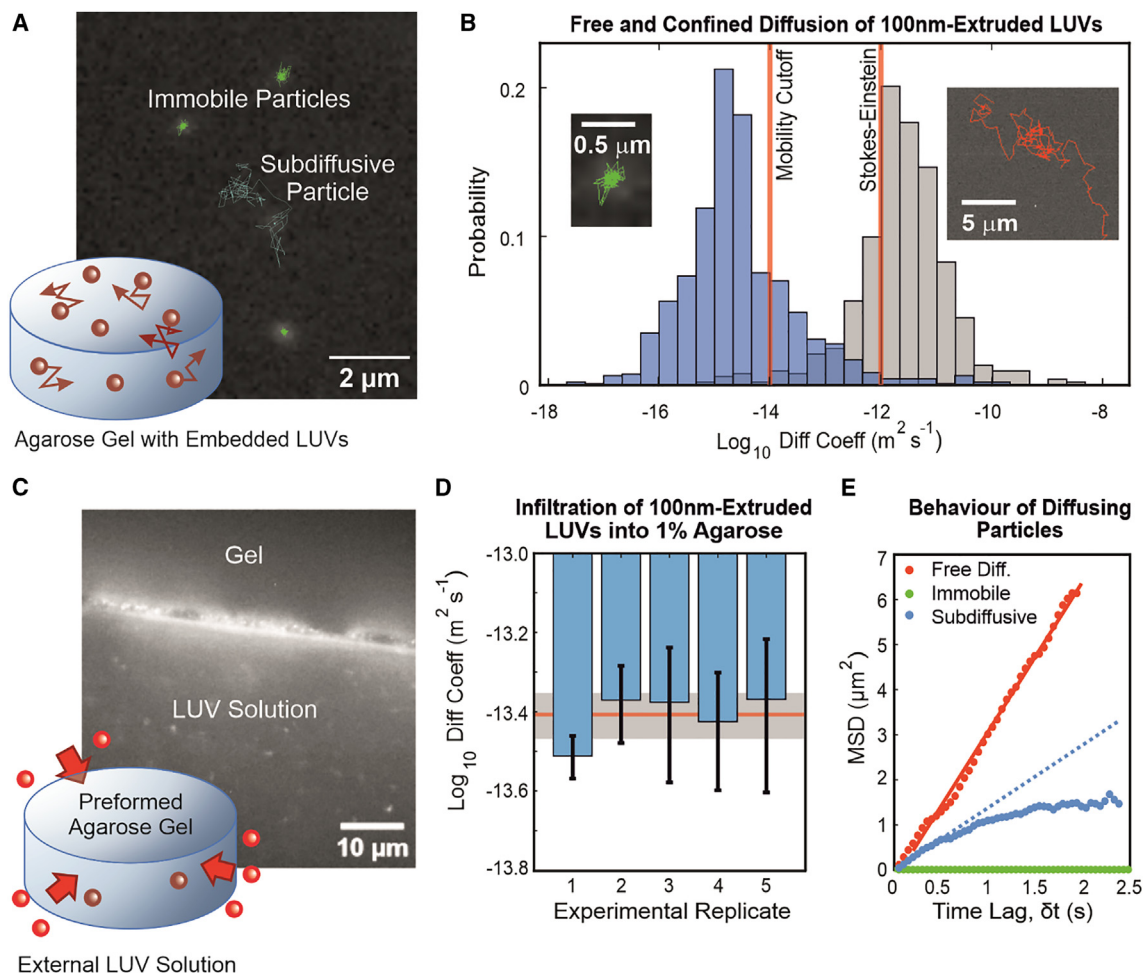 A
Immobile Particles
Subdiffusive
Particle
2 μm
Agarose Gel with Embedded LUVs
B
Free and Confined Diffusion of 100nm-Extruded LUVs
Probability
0.2
0.1
0
0.5 μm
Mobility Cutoff
Stokes-Einstein
5 μm
-18 -16 -14 -12 -10 -8
Log10 Diff Coeff (m2 s-1)
C
Gel
LUV Solution
Preformed
Agarose Gel
10 μm
External LUV Solution
D
Infiltration of 100nm-Extruded
LUVs into 1% Agarose
Log10 Diff Coeff (m2 s-1)
-13.0
-13.2
-13.4
-13.6
-13.8
1 2 3 4 5
Experimental Replicate
E
Behaviour of Diffusing
Particles
MSD (μm2)
7
6
5
4
3
2
1
0
Free Diff.
Immobile
Subdiffusive
0 0.5 1 1.5 2 2.5
Time Lag, δt (s)